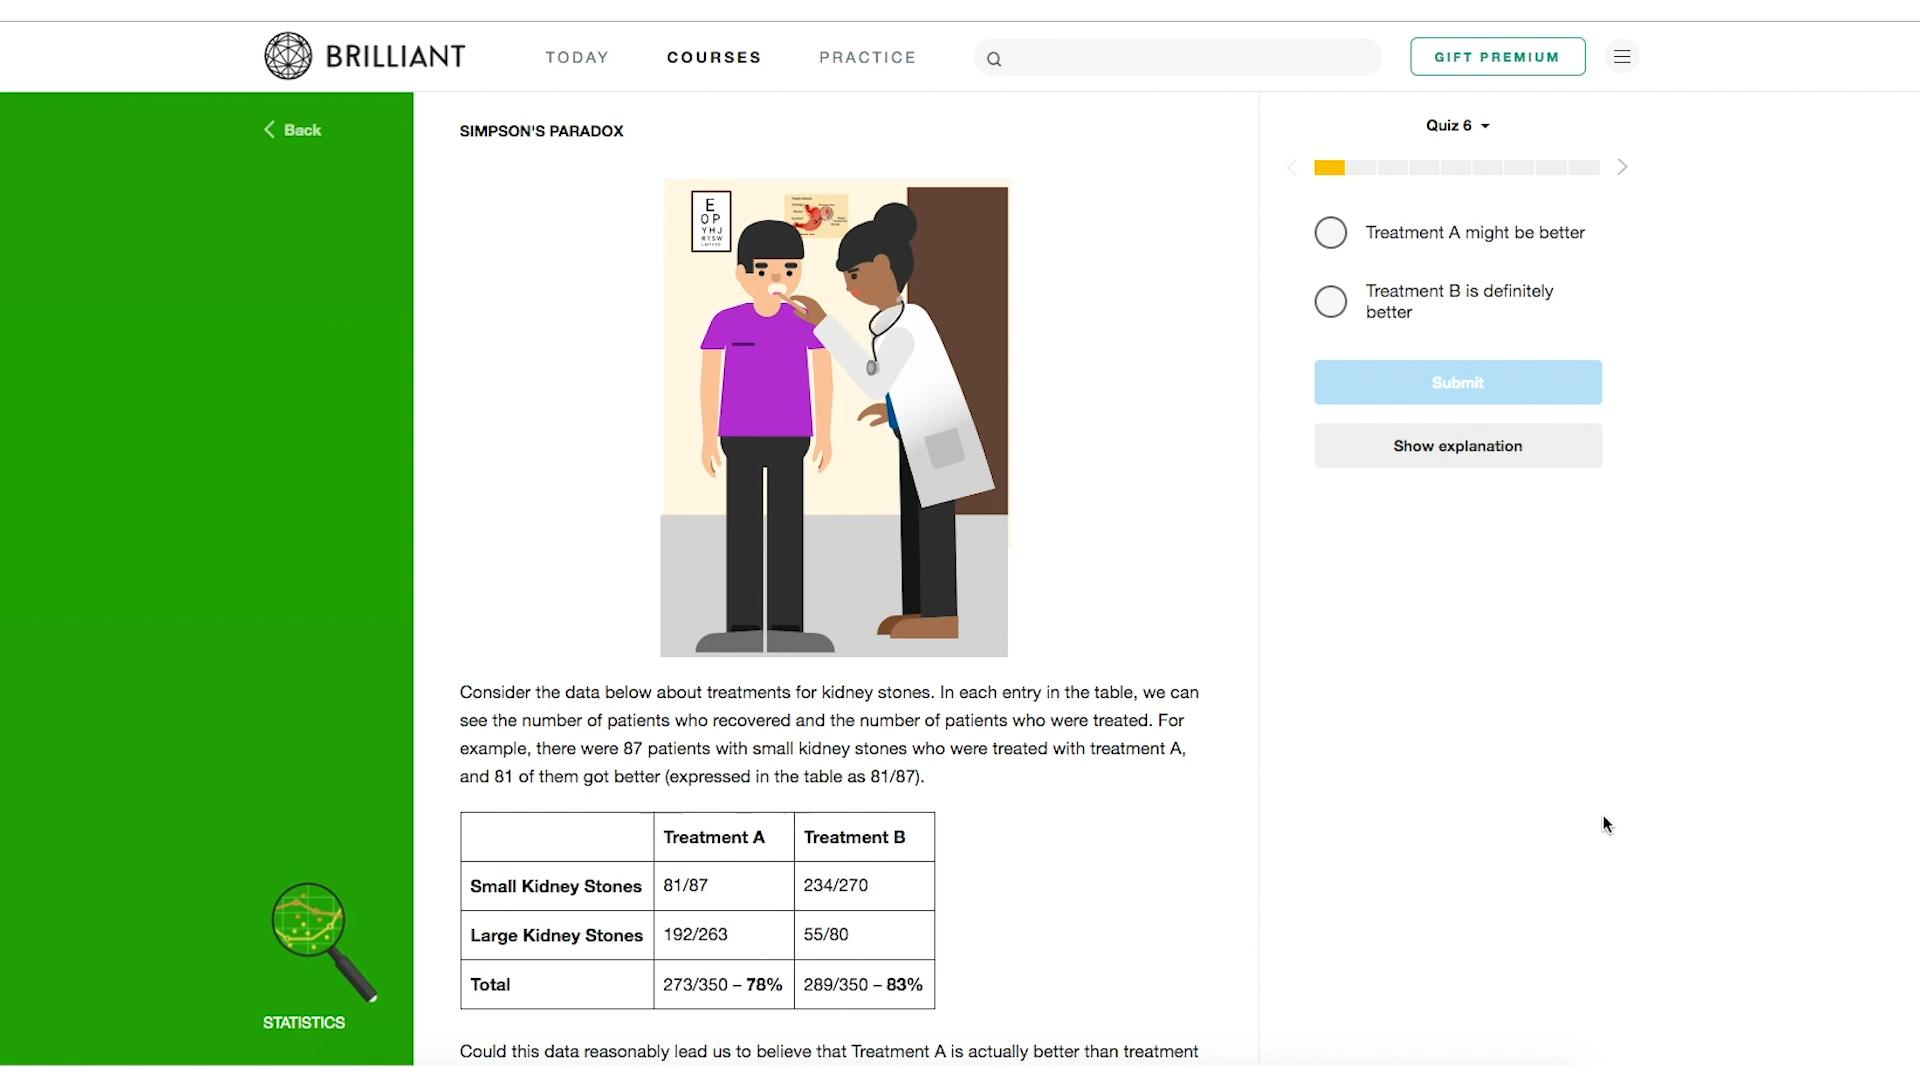 BRILLIANT
TODAY
COURSES
PRACTICE
GIFT PREMIUM
Back
SIMPSON'S PARADOX
Quiz 6
E
O P
Y H J
R T S W
Treatment A might be better
Treatment B is definitely
better
Submit
Show explanation
Consider the data below about treatments for kidney stones. In each entry in the table, we can
see the number of patients who recovered and the number of patients who were treated. For
example, there were 87 patients with small kidney stones who were treated with treatment A,
and 81 of them got better (expressed in the table as 81/87).
Treatment A Treatment B
Small Kidney Stones 81/87 234/270
Large Kidney Stones 192/263 55/80
Total 273/350 – 78% 289/350 – 83%
STATISTICS
Could this data reasonably lead us to believe that Treatment A is actually better than treatment